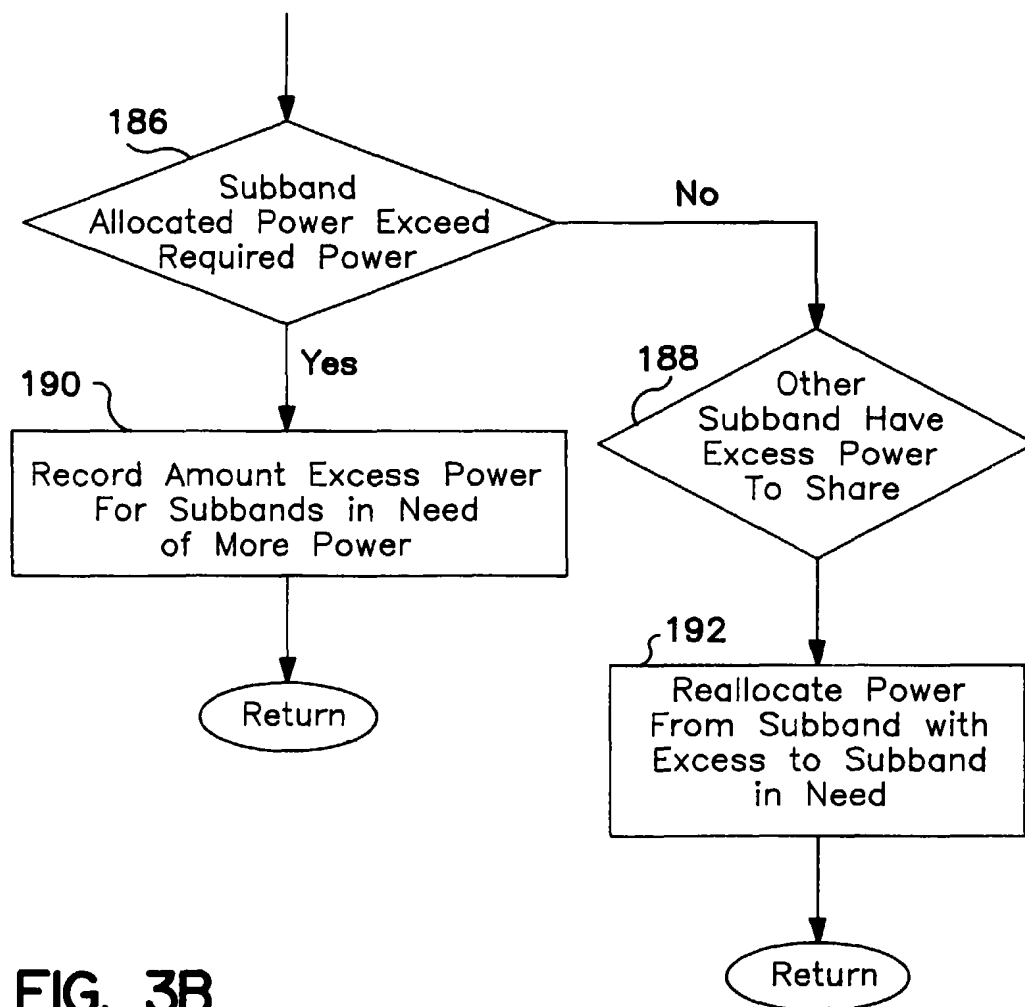 186
Subband
Allocated Power Exceed
Required Power
No
Yes
190
Record Amount Excess Power
For Subbands in Need
of More Power
Return
188
Other
Subband Have
Excess Power
To Share
192
Reallocate Power
From Subband with
Excess to Subband
in Need
Return
FIG. 3B